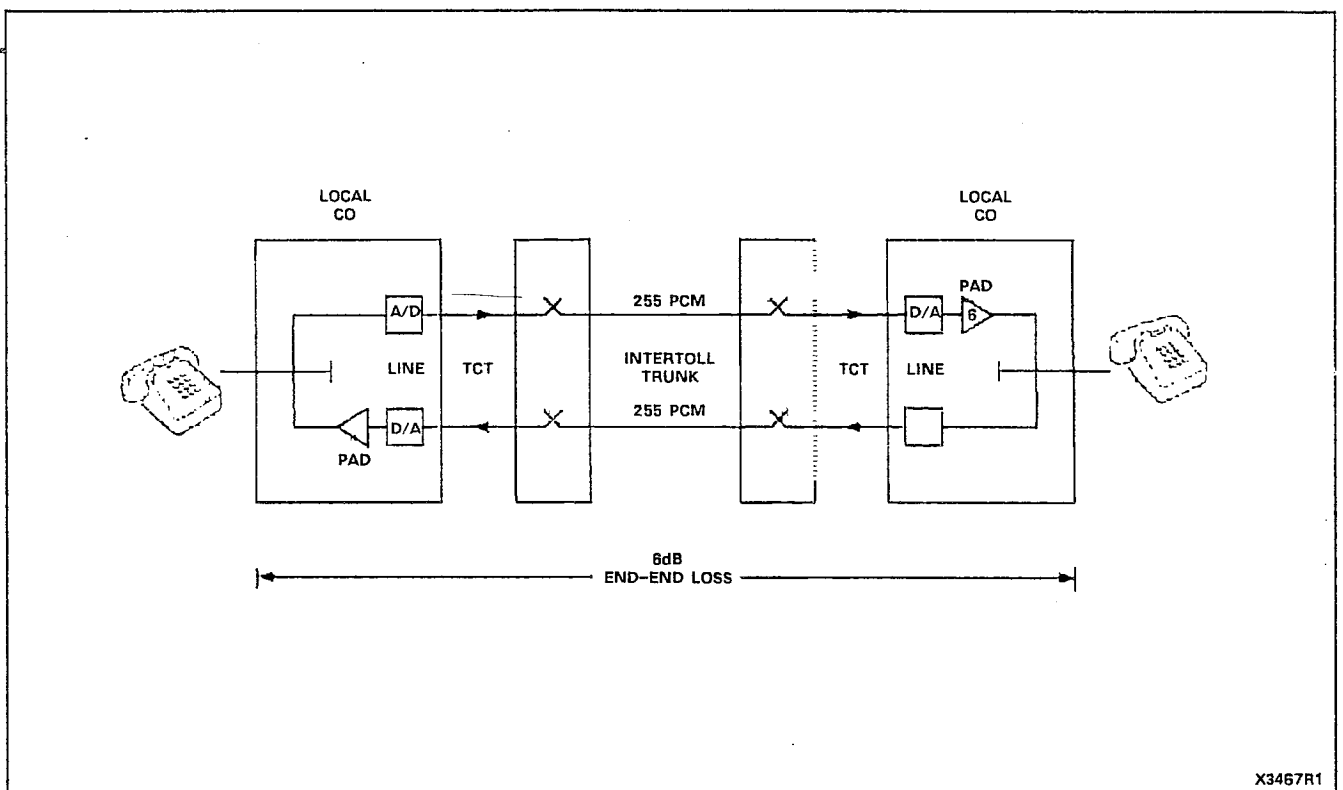 LOCAL
CO
LOCAL
CO
A/D
255 PCM
D/A
PAD
6
LINE
TCT
INTERTOLL
TRUNK
TCT
LINE
D/A
PAD
255 PCM
6dB
END-END LOSS
X3467R1